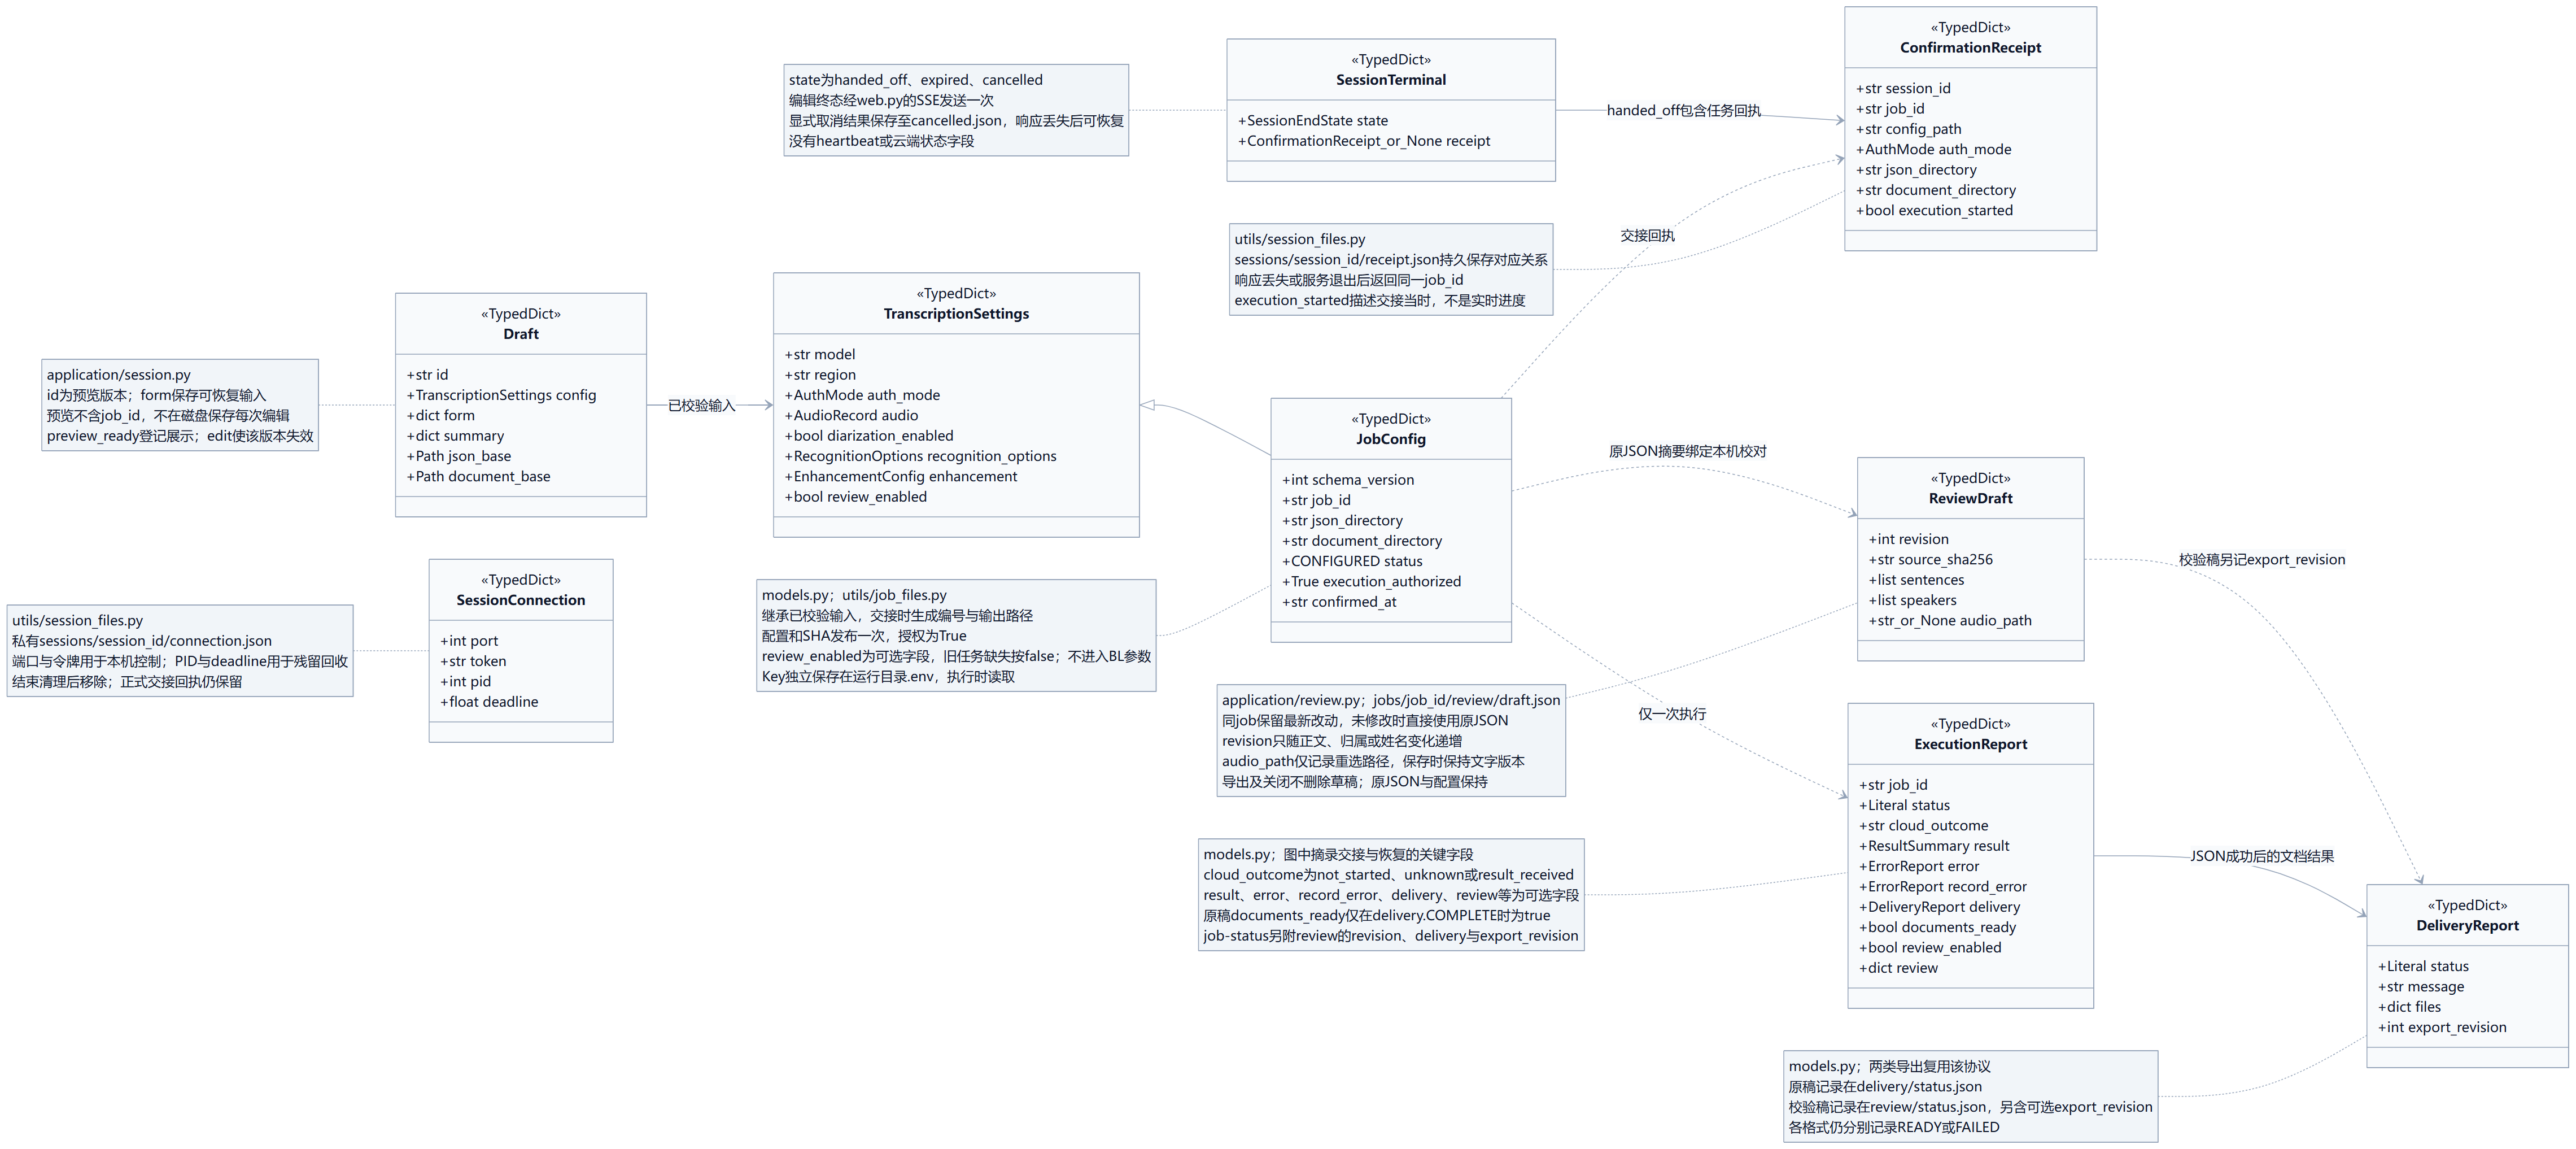 «TypedDict»
ConfirmationReceipt
+str session_id
+str job_id
+str config_path
+AuthMode auth_mode
+str json_directory
+str document_directory
+bool execution_started
«TypedDict»
SessionTerminal
+SessionEndState state
+ConfirmationReceipt_or_None receipt
state为handed_off、expired、cancelled
编辑终态经web.py的SSE发送一次
显式取消结果保存至cancelled.json，响应丢失后可恢复
没有heartbeat或云端状态字段
handed_off包含任务回执
utils/session_files.py
sessions/session_id/receipt.json持久保存对应关系
响应丢失或服务退出后返回同一job_id
execution_started描述交接当时，不是实时进度
交接回执
«TypedDict»
Draft
+str id
+TranscriptionSettings config
+dict form
+dict summary
+Path json_base
+Path document_base
application/session.py
id为预览版本；form保存可恢复输入
预览不含job_id，不在磁盘保存每次编辑
preview_ready登记展示；edit使该版本失效
已校验输入
«TypedDict»
TranscriptionSettings
+str model
+str region
+AuthMode auth_mode
+AudioRecord audio
+bool diarization_enabled
+RecognitionOptions recognition_options
+EnhancementConfig enhancement
+bool review_enabled
«TypedDict»
JobConfig
+int schema_version
+str job_id
+str json_directory
+str document_directory
+CONFIGURED status
+True execution_authorized
+str confirmed_at
原JSON摘要绑定本机校对
«TypedDict»
ReviewDraft
+int revision
+str source_sha256
+list sentences
+list speakers
+str_or_None audio_path
校验稿另记export_revision
«TypedDict»
SessionConnection
+int port
+str token
+int pid
+float deadline
utils/session_files.py
私有sessions/session_id/connection.json
端口与令牌用于本机控制；PID与deadline用于残留回收
结束清理后移除；正式交接回执仍保留
models.py；utils/job_files.py
继承已校验输入，交接时生成编号与输出路径
配置和SHA发布一次，授权为True
review_enabled为可选字段，旧任务缺失按false；不进入BL参数
Key独立保存在运行目录.env，执行时读取
application/review.py；jobs/job_id/review/draft.json
同job保留最新改动，未修改时直接使用原JSON
revision只随正文、归属或姓名变化递增
audio_path仅记录重选路径，保存时保持文字版本
导出及关闭不删除草稿；原JSON与配置保持
仅一次执行
«TypedDict»
ExecutionReport
+str job_id
+Literal status
+str cloud_outcome
+ResultSummary result
+ErrorReport error
+ErrorReport record_error
+DeliveryReport delivery
+bool documents_ready
+bool review_enabled
+dict review
models.py；图中摘录交接与恢复的关键字段
cloud_outcome为not_started、unknown或result_received
result、error、record_error、delivery、review等为可选字段
原稿documents_ready仅在delivery.COMPLETE时为true
job-status另附review的revision、delivery与export_revision
JSON成功后的文档结果
«TypedDict»
DeliveryReport
+Literal status
+str message
+dict files
+int export_revision
models.py；两类导出复用该协议
原稿记录在delivery/status.json
校验稿记录在review/status.json，另含可选export_revision
各格式仍分别记录READY或FAILED